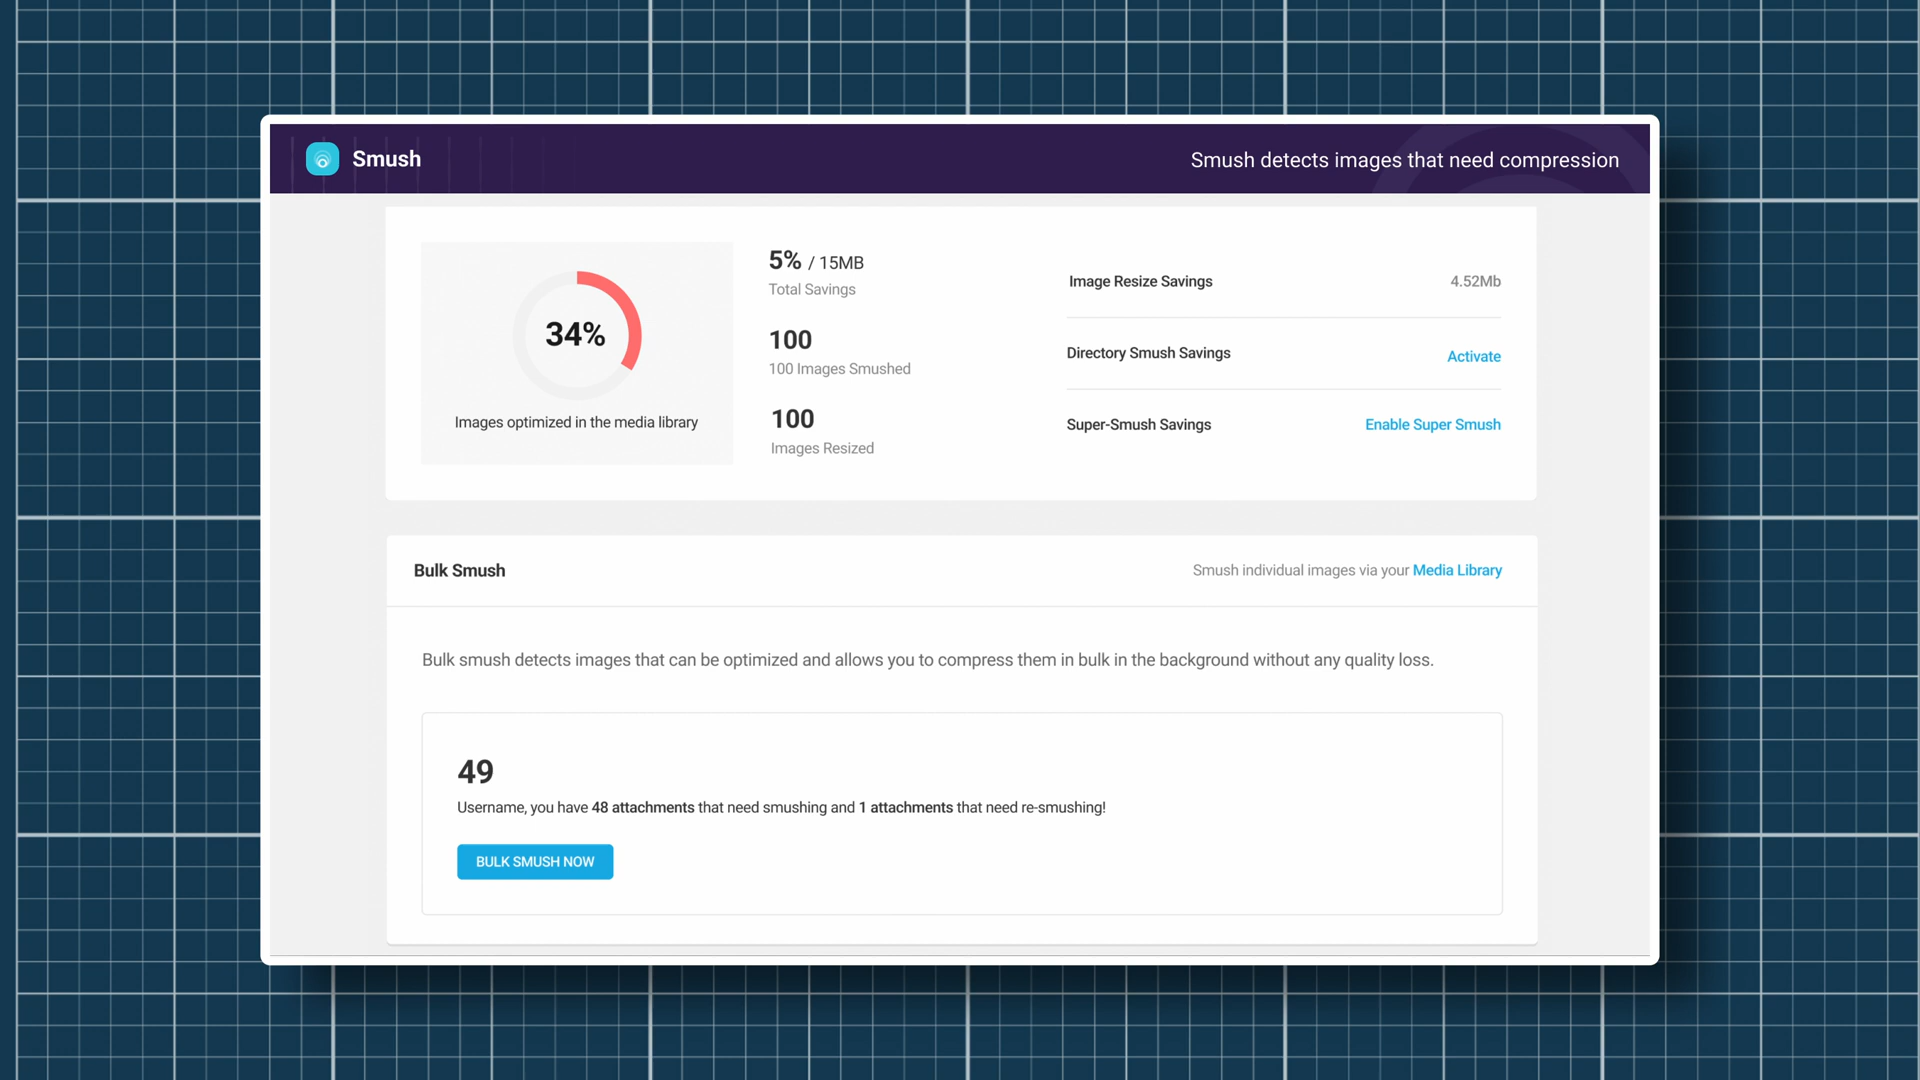 Smush
Smush detects images that need compression
34%
Images optimized in the media library
5% / 15MB
Total Savings
100
100 Images Smushed
100
Images Resized
Image Resize Savings 4.52Mb
Directory Smush Savings Activate
Super-Smush Savings Enable Super Smush
Bulk Smush
Smush individual images via your Media Library
Bulk smush detects images that can be optimized and allows you to compress them in bulk in the background without any quality loss.
49
Username, you have 48 attachments that need smushing and 1 attachments that need re-smushing!
BULK SMUSH NOW